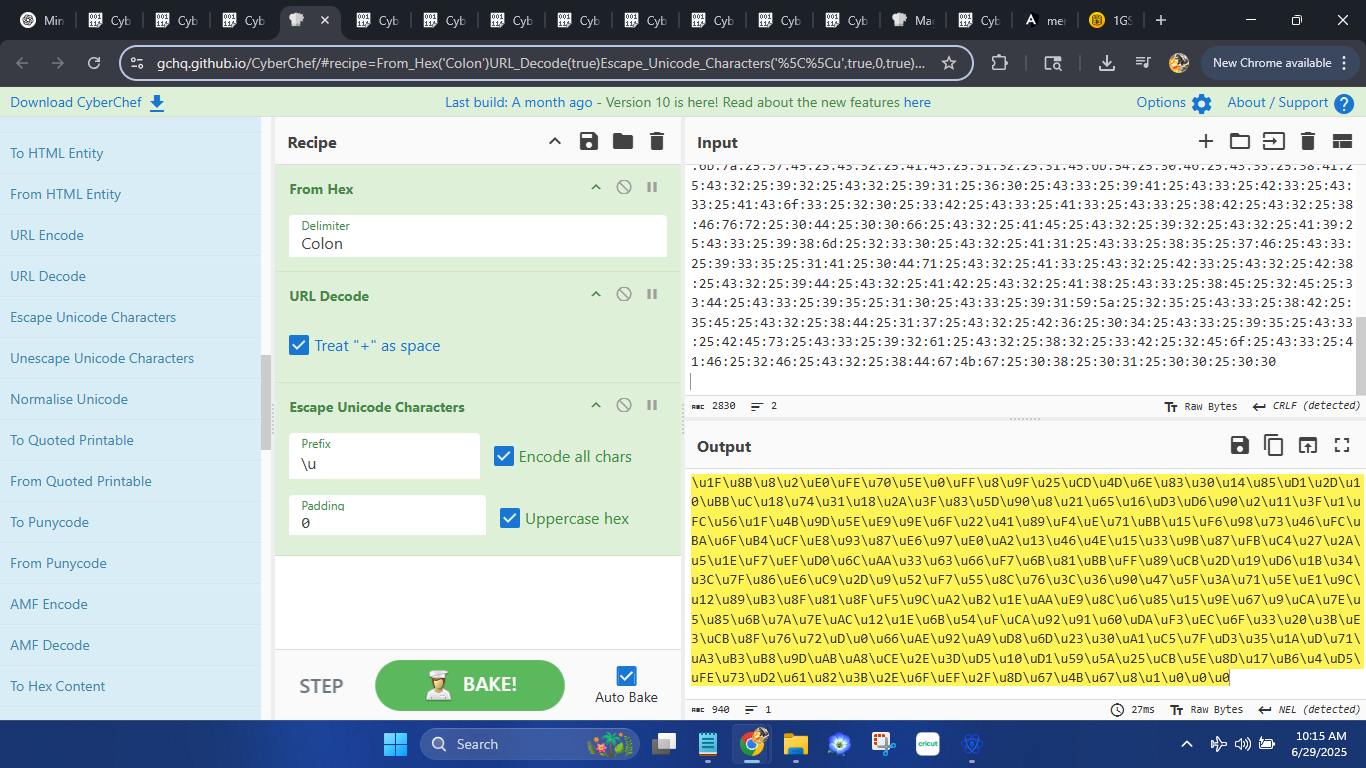 Min
Cyb
Cyb
Cyb
Cyb
Cyb
Cyb
Cyb
Cyb
Cyb
Cyb
Cyb
Mac
Cyb
mer
1GS
gchq.github.io/CyberChef/#recipe=From_Hex('Colon')URL_Decode(true)Escape_Unicode_Characters('%5C%5Cu',true,0,true)...
New Chrome available
Download CyberChef
Last build: A month ago - Version 10 is here! Read about the new features here
Options
About / Support
To HTML Entity
From HTML Entity
URL Encode
URL Decode
Escape Unicode Characters
Unescape Unicode Characters
Normalise Unicode
To Quoted Printable
From Quoted Printable
To Punycode
From Punycode
AMF Encode
AMF Decode
To Hex Content
Recipe
From Hex
Delimiter
Colon
URL Decode
Treat "+" as space
Escape Unicode Characters
Prefix
\u
Encode all chars
Padding
0
Uppercase hex
STEP
BAKE!
Auto Bake
Input
:6b:7a:25:37:45:25:43:32:25:41:43:25:31:32:25:31:45:6b:54:25:30:46:25:43:33:25:38:41:2
5:43:32:25:39:32:25:43:32:25:39:31:25:36:30:25:43:33:25:39:41:25:43:33:25:42:33:25:43:
33:25:41:43:6f:33:25:32:30:25:33:42:25:43:33:25:41:33:25:43:33:25:38:42:25:43:32:25:38
:46:76:72:25:30:44:25:30:30:66:25:43:32:25:41:45:25:43:32:25:39:32:25:43:32:25:41:39:2
5:43:33:25:39:38:6d:25:32:33:30:25:43:32:25:41:31:25:43:33:25:38:35:25:37:46:25:43:33:
25:39:33:35:25:31:41:25:30:44:71:25:43:32:25:41:33:25:43:32:25:42:33:25:43:32:25:42:38
:25:43:32:25:39:44:25:43:32:25:41:42:25:43:32:25:41:38:25:43:33:25:38:45:25:32:45:25:3
3:44:25:43:33:25:39:35:25:31:30:25:43:33:25:39:31:59:5a:25:32:35:25:43:33:25:38:42:25:
35:45:25:43:32:25:38:44:25:31:37:25:43:32:25:42:36:25:30:34:25:43:33:25:39:35:25:43:33
:25:42:45:73:25:43:33:25:39:32:61:25:43:32:25:38:32:25:33:42:25:32:45:6f:25:43:33:25:4
1:46:25:32:46:25:43:32:25:38:44:67:4b:67:25:30:38:25:30:31:25:30:30:25:30:30
2830
2
Raw Bytes
CRLF (detected)
Output
\u1F\u8B\u8\u2\uE0\uFE\u70\u5E\u0\uFF\u8\u9F\u25\uCD\u4D\u6E\u83\u30\u14\u85\uD1\u2D\u1
0\uBB\uC\u18\u74\u31\u18\u2A\u3F\u83\u5D\u90\u8\u21\u65\u16\uD3\uD6\u90\u2\u11\u3F\u1\u
FC\u56\u1F\u4B\u9D\u5E\uE9\u9E\u6F\u22\u41\u89\uF4\uE\u71\uBB\u15\uF6\u98\u73\u46\uFC\u
BA\u6F\uB4\uCF\uE8\u93\u87\uE6\u97\uE0\uA2\u13\u46\u4E\u15\u33\u9B\u87\uFB\uC4\u27\u2A\
u5\u1E\uF7\uEF\uD0\u6C\uAA\u33\u63\u66\uF7\u6B\u81\uBB\uFF\u89\uCB\u2D\u19\uD6\u1B\u34\
u3C\u7F\u86\uE6\uC9\u2D\u9\u52\uF7\u55\u8C\u76\u3C\u36\u90\u47\u5F\u3A\u71\u5E\uE1\u9C\
u12\u89\uB3\u8F\u81\u8F\uF5\u9C\uA2\uB2\u1E\uAA\uE9\u8C\u6\u85\u15\u9E\u67\u9\uCA\u7E\u
5\u85\u6B\u7A\u7E\uAC\u12\u1E\u6B\u54\uF\uCA\u92\u91\u60\uDA\uF3\uEC\u6F\u33\u20\u3B\uE
3\uCB\u8F\u76\u72\uD\u0\u66\uAE\u92\uA9\uD8\u6D\u23\u30\uA1\uC5\u7F\uD3\u35\u1A\uD\u71\
uA3\uB3\uB8\u9D\uAB\uA8\uCE\u2E\u3D\uD5\u10\uD1\u59\u5A\u25\uCB\u5E\u8D\u17\uB6\u4\uD5\
uFE\u73\uD2\u61\u82\u3B\u2E\u6F\uEF\u2F\u8D\u67\u4B\u67\u8\u1\u0\u0\u0
940
1
27ms
Raw Bytes
NEL (detected)
Search
cricut
10:15 AM
6/29/2025